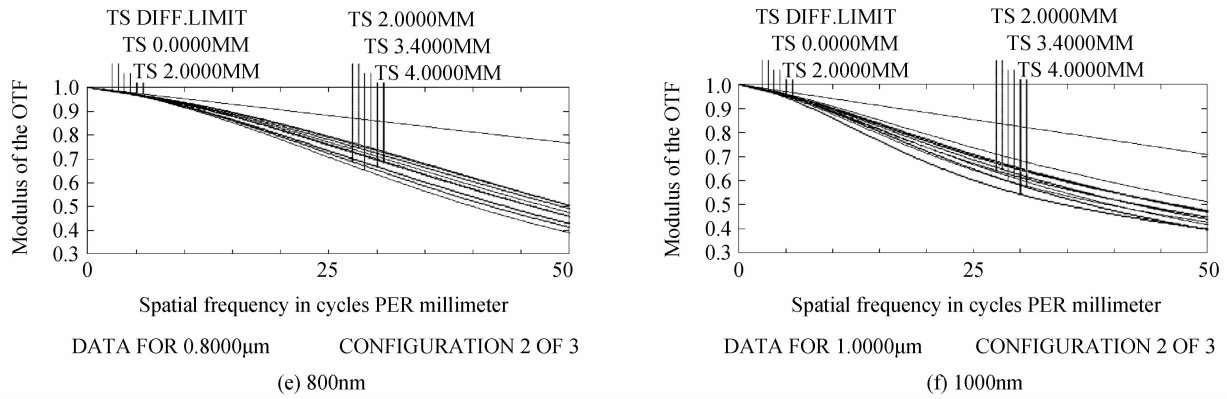 TS DIFF.LIMIT
TS 2.0000MM
TS 0.0000MM
TS 3.4000MM
TS 2.0000MM
TS 4.0000MM
Modulus of the OTF
1.0
0.9
0.8
0.7
0.6
0.5
0.4
0.3
0
25
50
Spatial frequency in cycles PER millimeter
DATA FOR 0.8000μm
CONFIGURATION 2 OF 3
(e) 800nm
TS DIFF.LIMIT
TS 2.0000MM
TS 0.0000MM
TS 3.4000MM
TS 2.0000MM
TS 4.0000MM
Modulus of the OTF
1.0
0.9
0.8
0.7
0.6
0.5
0.4
0.3
0
25
50
Spatial frequency in cycles PER millimeter
DATA FOR 1.0000μm
CONFIGURATION 2 OF 3
(f) 1000nm